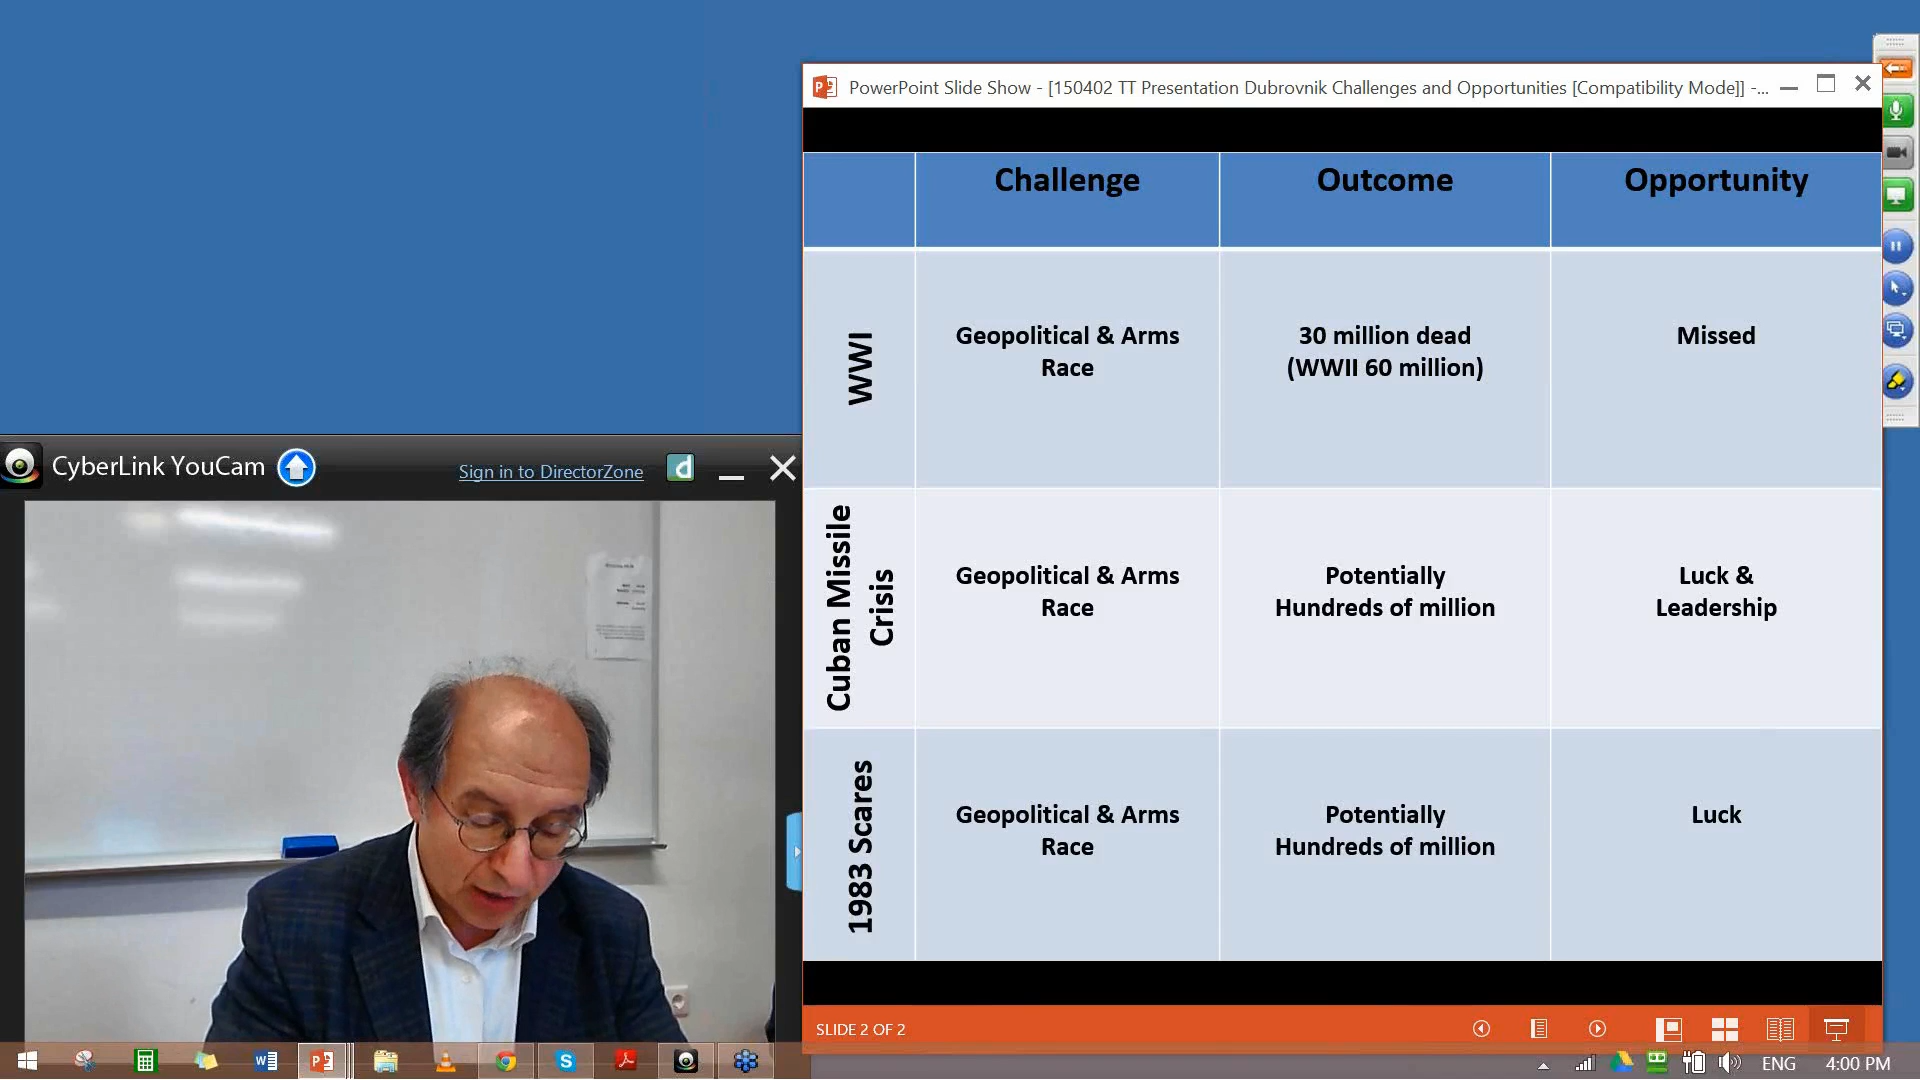 PowerPoint Slide Show - [150402 TT Presentation Dubrovnik Challenges and Opportunities [Compatibility Mode]] -...
Challenge Outcome Opportunity
WWI
Geopolitical & Arms
Race
30 million dead
(WWII 60 million)
Missed
Cuban Missile
Crisis
Geopolitical & Arms
Race
Potentially
Hundreds of million
Luck &
Leadership
1983 Scares
Geopolitical & Arms
Race
Potentially
Hundreds of million
Luck
SLIDE 2 OF 2
CyberLink YouCam
Sign in to DirectorZone
ENG
4:00 PM